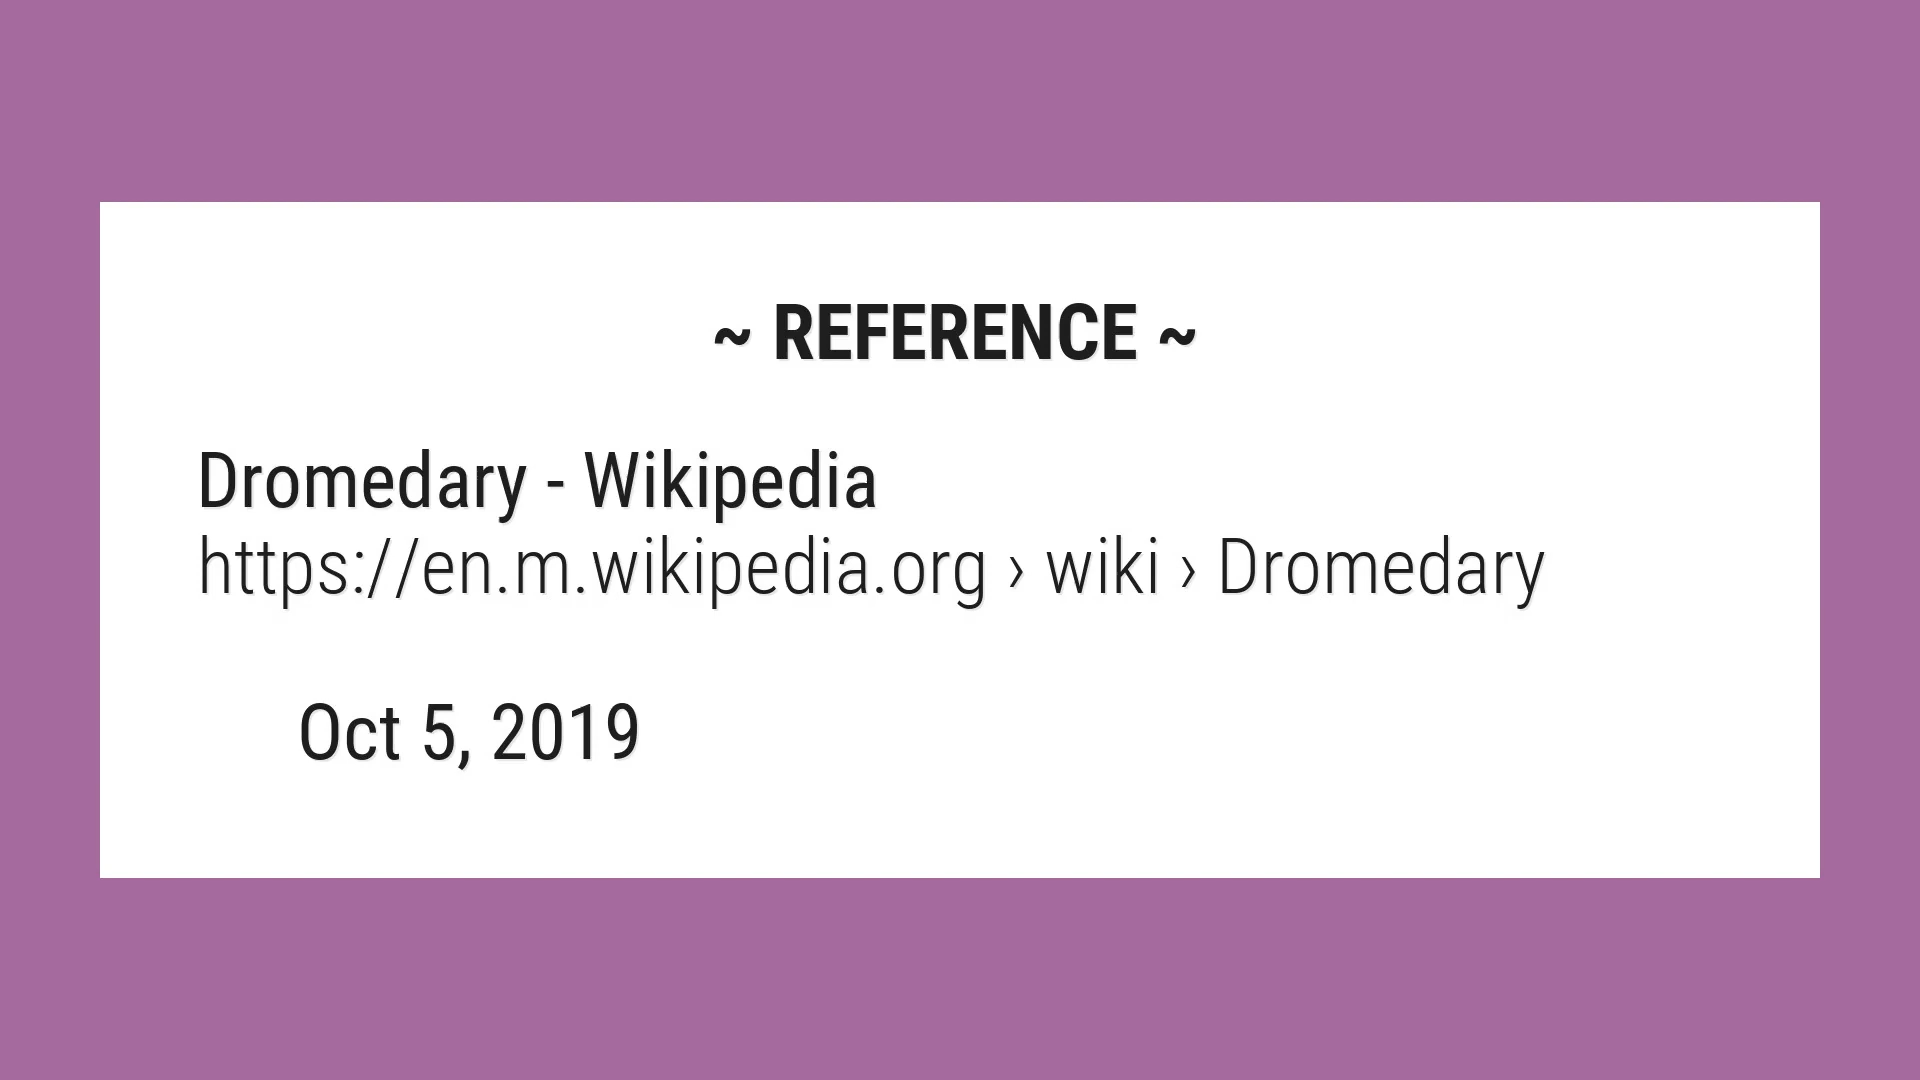 ~ REFERENCE ~
Dromedary - Wikipedia
https://en.m.wikipedia.org › wiki › Dromedary
Oct 5, 2019